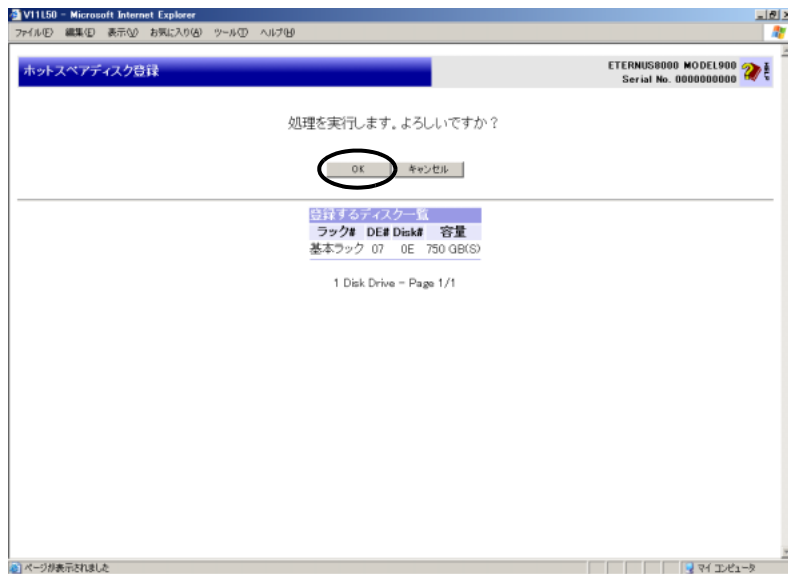 V11L50 - Microsoft Internet Explorer
ファイル(F) 編集(E) 表示(V) お気に入り(A) ツール(T) ヘルプ(H)
ホットスペアディスク登録
ETERNUS8000 MODEL900
Serial No. 0000000000
処理を実行します。よろしいですか？
OK キャンセル
登録するディスク一覧
ラック# DE# Disk# 容量
基本ラック 07 0E 750 GB(S)
1 Disk Drive - Page 1/1
ページが表示されました
マイ コンピュータ